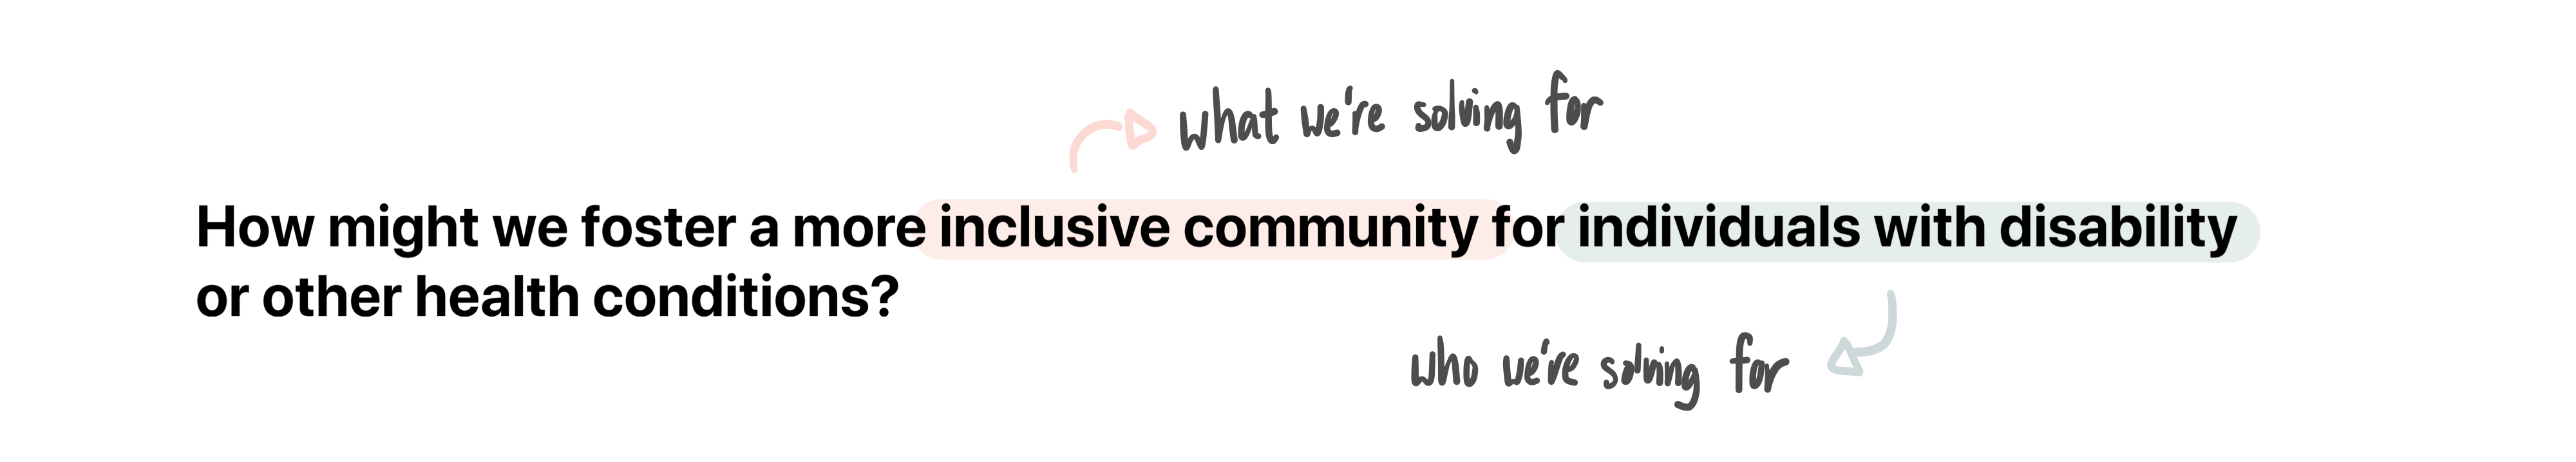 what we're solving for
How might we foster a more inclusive community for individuals with disability
or other health conditions?
who we're solving for